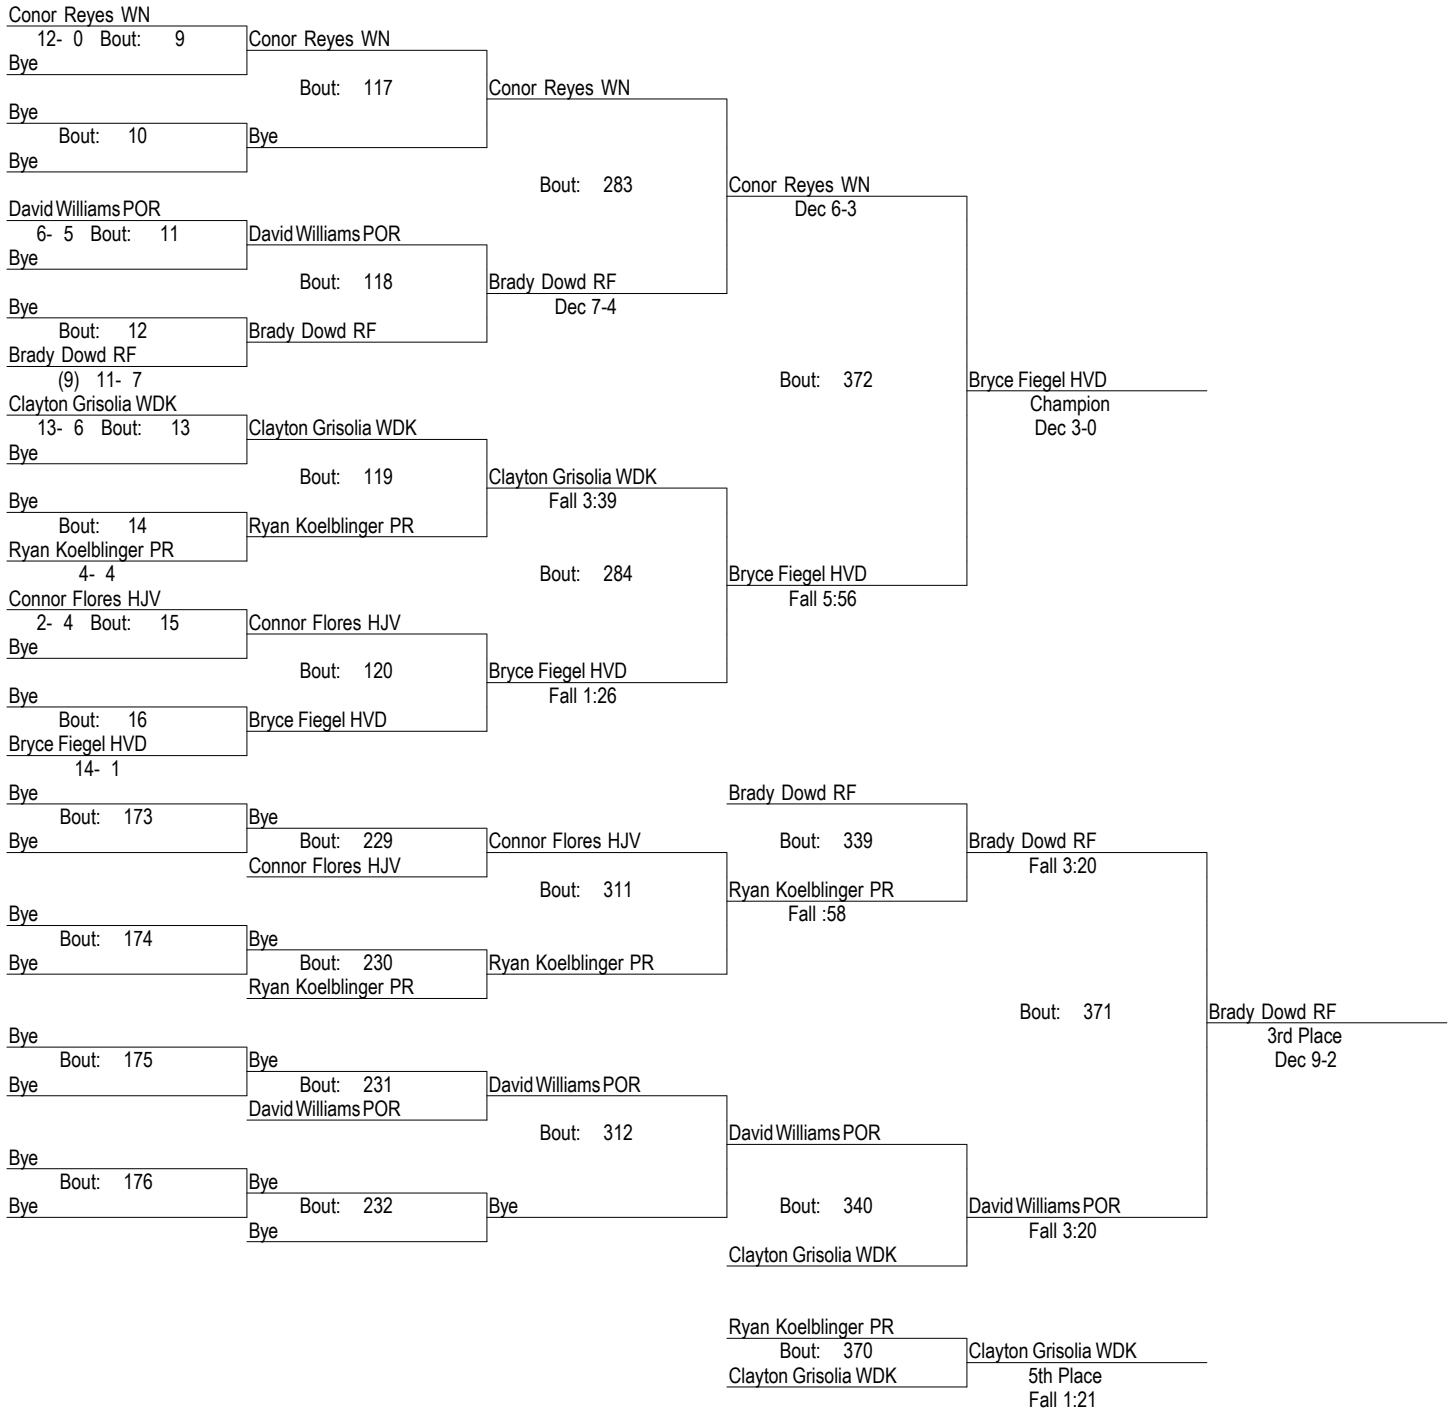 Conor Reyes WN
12- 0 Bout: 9 Conor Reyes WN
Bye
Bout: 117 Conor Reyes WN
Bye
Bout: 10 Bye
Bye
Bout: 283 Conor Reyes WN
David Williams POR Dec 6-3
6- 5 Bout: 11 David Williams POR
Bye
Bout: 118 Brady Dowd RF
Bye Dec 7-4
Bout: 12 Brady Dowd RF
Brady Dowd RF
(9) 11- 7 Bout: 372 Bryce Fiegel HVD
Clayton Grisolia WDK Champion
13- 6 Bout: 13 Clayton Grisolia WDK Dec 3-0
Bye
Bout: 119 Clayton Grisolia WDK
Bye Fall 3:39
Bout: 14 Ryan Koelblinger PR
Ryan Koelblinger PR
4- 4 Bout: 284 Bryce Fiegel HVD
Connor Flores HJV Fall 5:56
2- 4 Bout: 15 Connor Flores HJV
Bye
Bout: 120 Bryce Fiegel HVD
Bye Fall 1:26
Bout: 16 Bryce Fiegel HVD
Bryce Fiegel HVD
14- 1
Bye Brady Dowd RF
Bout: 173 Bye
Bye Bout: 229 Connor Flores HJV Bout: 339 Brady Dowd RF
Connor Flores HJV Fall 3:20
Bout: 311 Ryan Koelblinger PR
Bye Fall :58
Bout: 174 Bye
Bye Bout: 230 Ryan Koelblinger PR
Ryan Koelblinger PR
Bout: 371 Brady Dowd RF
Bye 3rd Place
Bout: 175 Bye Dec 9-2
Bye Bout: 231 David Williams POR
David Williams POR
Bout: 312 David Williams POR
Bye
Bout: 176 Bye
Bye Bout: 232 Bye Bout: 340 David Williams POR
Bye Fall 3:20
Clayton Grisolia WDK
Ryan Koelblinger PR
Bout: 370 Clayton Grisolia WDK
Clayton Grisolia WDK 5th Place
Fall 1:21